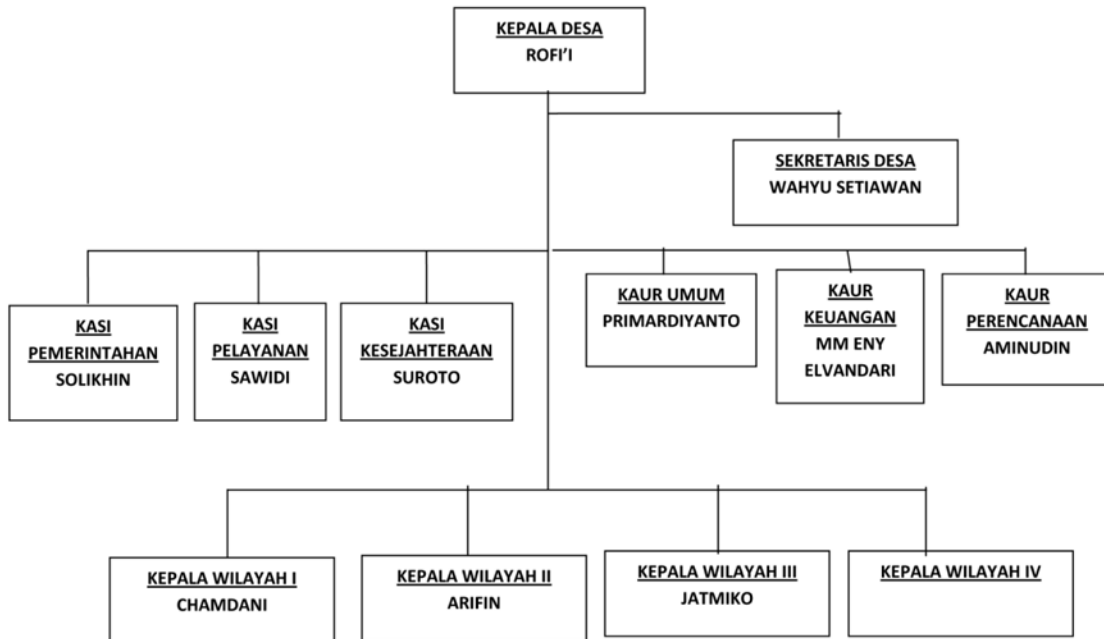 KEPALA DESA
ROFI'I
SEKRETARIS DESA
WAHYU SETIAWAN
KASI
PEMERINTAHAN
SOLIKHIN
KASI
PELAYANAN
SAWIDI
KASI
KESEJAHTERAAN
SUROTO
KAUR UMUM
PRIMARDIYANTO
KAUR
KEUANGAN
MM ENY
ELVANDARI
KAUR
PERENCANAAN
AMINUDIN
KEPALA WILAYAH I
CHAMDANI
KEPALA WILAYAH II
ARIFIN
KEPALA WILAYAH III
JATMIKO
KEPALA WILAYAH IV